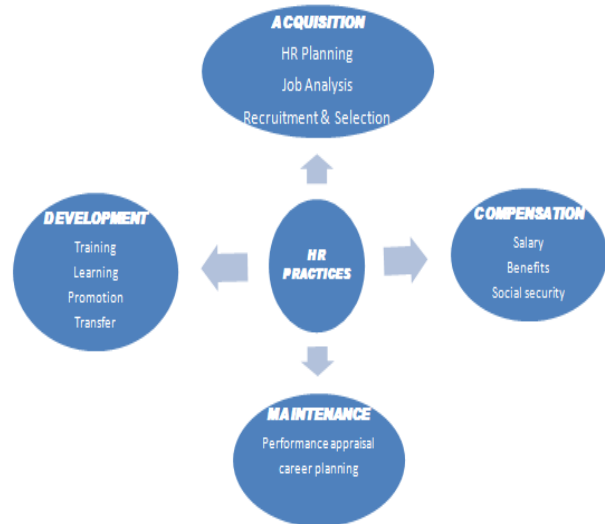 ACQUISITION
HR Planning
Job Analysis
Recruitment & Selection
DEVELOPMENT
Training
Learning
Promotion
Transfer
HR
PRACTICES
COMPENSATION
Salary
Benefits
Social security
MAINTENANCE
Performance appraisal
career planning